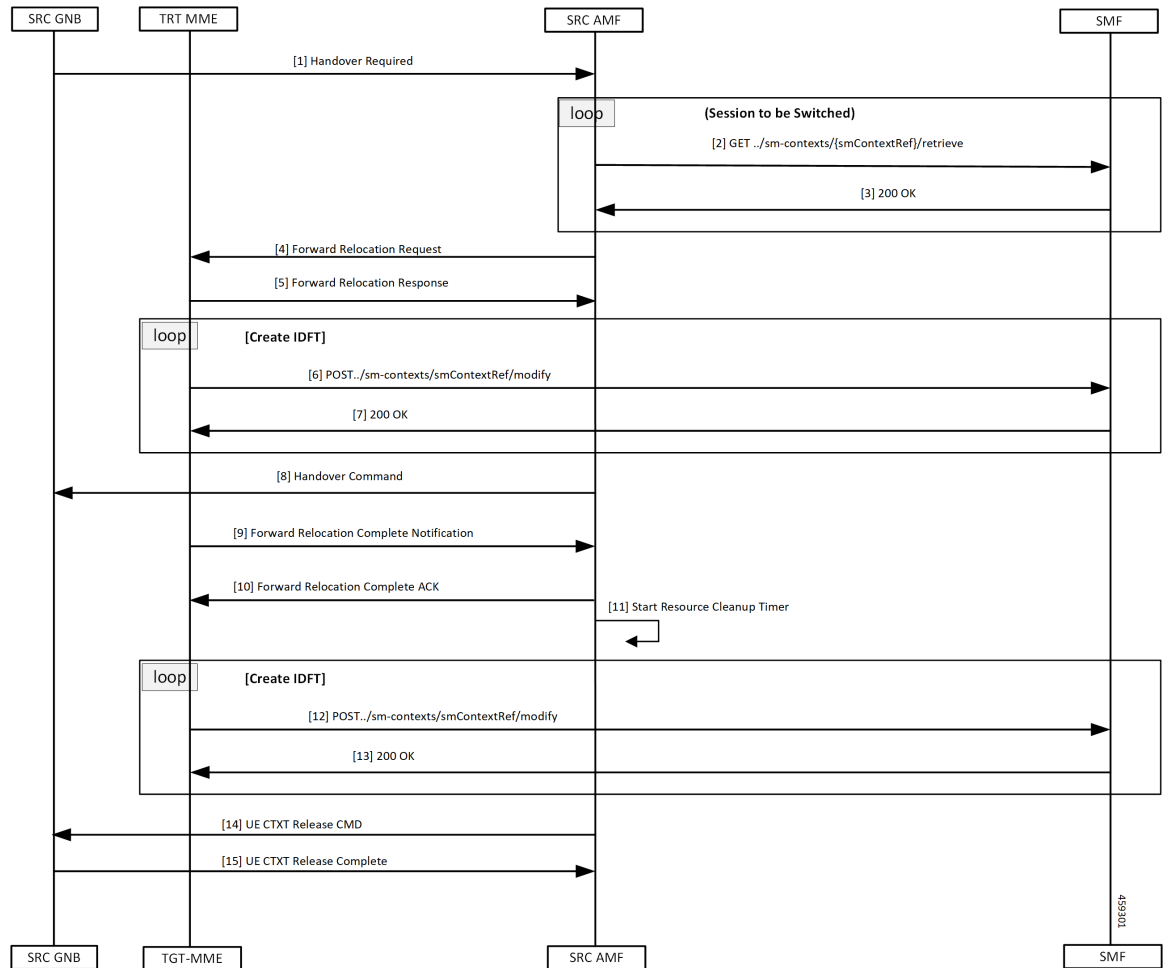 SRC GNB
TRT MME
SRC AMF
SMF
[1] Handover Required
loop
(Session to be Switched)
[2] GET ../sm-contexts/{smContextRef}/retrieve
[3] 200 OK
[4] Forward Relocation Request
[5] Forward Relocation Response
loop
[Create IDFT]
[6] POST../sm-contexts/smContextRef/modify
[7] 200 OK
[8] Handover Command
[9] Forward Relocation Complete Notification
[10] Forward Relocation Complete ACK
[11] Start Resource Cleanup Timer
loop
[Create IDFT]
[12] POST../sm-contexts/smContextRef/modify
[13] 200 OK
[14] UE CTXT Release CMD
[15] UE CTXT Release Complete
459301
SRC GNB
TGT-MME
SRC AMF
SMF